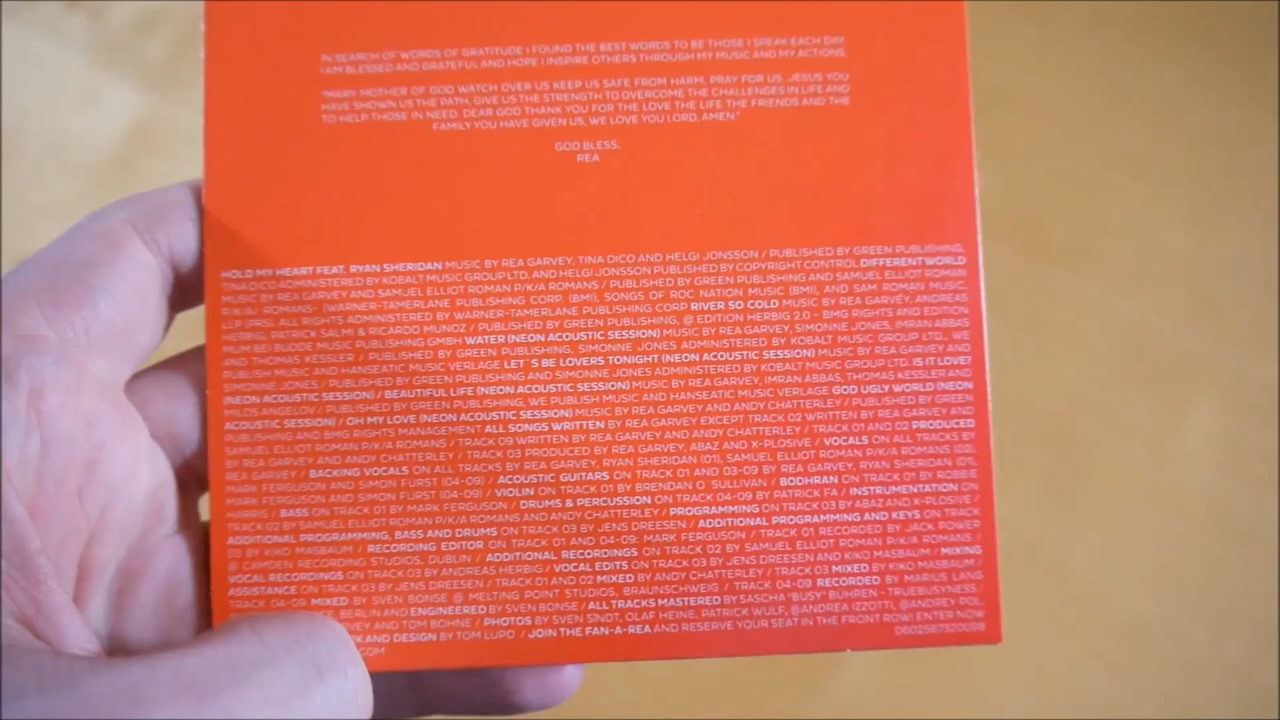 IN SEARCH OF WORDS OF GRATITUDE I FOUND THE BEST WORDS TO BE THOSE I SPEAK EACH DAY.
I AM BLESSED AND GRATEFUL AND HOPE I INSPIRE OTHERS THROUGH MY MUSIC AND MY ACTIONS.
"MARY MOTHER OF GOD WATCH OVER US KEEP US SAFE FROM HARM, PRAY FOR US. JESUS YOU
HAVE SHOWN US THE PATH, GIVE US THE STRENGTH TO OVERCOME THE CHALLENGES IN LIFE AND
TO HELP THOSE IN NEED. DEAR GOD THANK YOU FOR THE LOVE THE LIFE THE FRIENDS AND THE
FAMILY YOU HAVE GIVEN US, WE LOVE YOU LORD, AMEN."
GOD BLESS,
REA
HOLD MY HEART FEAT. RYAN SHERIDAN MUSIC BY REA GARVEY, TINA DICO AND HELGI JONSSON / PUBLISHED BY GREEN PUBLISHING,
TINA DICO ADMINISTERED BY KOBALT MUSIC GROUP LTD. AND HELGI JONSSON PUBLISHED BY COPYRIGHT CONTROL DIFFERENT WORLD
MUSIC BY REA GARVEY AND SAMUEL ELLIOT ROMAN P/K/A ROMANS / PUBLISHED BY GREEN PUBLISHING AND SAMUEL ELLIOT ROMAN
P/K/A/ ROMANS- (WARNER-TAMERLANE PUBLISHING CORP. (BMI), SONGS OF ROC NATION MUSIC (BMI), AND SAM ROMAN MUSIC,
LLP (PRS). ALL RIGHTS ADMINISTERED BY WARNER-TAMERLANE PUBLISHING CORP RIVER SO COLD MUSIC BY REA GARVEY, ANDREAS
HERBIG, PATRICK SALMI & RICARDO MUNOZ / PUBLISHED BY GREEN PUBLISHING, @ EDITION HERBIG 2.0 - BMG RIGHTS AND EDITION
MUM BEI BUDDE MUSIC PUBLISHING GMBH WATER (NEON ACOUSTIC SESSION) MUSIC BY REA GARVEY, SIMONNE JONES, IMRAN ABBAS
AND THOMAS KESSLER / PUBLISHED BY GREEN PUBLISHING, SIMONNE JONES ADMINISTERED BY KOBALT MUSIC GROUP LTD., WE
PUBLISH MUSIC AND HANSEATIC MUSIC VERLAGE LET´S BE LOVERS TONIGHT (NEON ACOUSTIC SESSION) MUSIC BY REA GARVEY AND
SIMONNE JONES / PUBLISHED BY GREEN PUBLISHING AND SIMONNE JONES ADMINISTERED BY KOBALT MUSIC GROUP LTD. IS IT LOVE?
(NEON ACOUSTIC SESSION) / BEAUTIFUL LIFE (NEON ACOUSTIC SESSION) MUSIC BY REA GARVEY, IMRAN ABBAS, THOMAS KESSLER AND
MILOS ANGELOV / PUBLISHED BY GREEN PUBLISHING, WE PUBLISH MUSIC AND HANSEATIC MUSIC VERLAGE GOD UGLY WORLD (NEON
ACOUSTIC SESSION) / OH MY LOVE (NEON ACOUSTIC SESSION) MUSIC BY REA GARVEY AND ANDY CHATTERLEY / PUBLISHED BY GREEN
PUBLISHING AND BMG RIGHTS MANAGEMENT ALL SONGS WRITTEN BY REA GARVEY EXCEPT TRACK 02 WRITTEN BY REA GARVEY AND
SAMUEL ELLIOT ROMAN P/K/A ROMANS / TRACK 09 WRITTEN BY REA GARVEY AND ANDY CHATTERLEY / TRACK 01 AND 02 PRODUCED
BY REA GARVEY AND ANDY CHATTERLEY / TRACK 03 PRODUCED BY REA GARVEY, ABAZ AND X-PLOSIVE / VOCALS ON ALL TRACKS BY
REA GARVEY / BACKING VOCALS ON ALL TRACKS BY REA GARVEY, RYAN SHERIDAN (01), SAMUEL ELLIOT ROMAN P/K/A ROMANS (02),
MARK FERGUSON AND SIMON FÜRST (04-09) / ACOUSTIC GUITARS ON TRACK 01 AND 03-09 BY REA GARVEY, RYAN SHERIDAN (01),
MARK FERGUSON AND SIMON FÜRST (04-09) / VIOLIN ON TRACK 01 BY BRENDAN O´SULLIVAN / BODHRAN ON TRACK 01 BY ROBBIE
HARRIS / BASS ON TRACK 01 BY MARK FERGUSON / DRUMS & PERCUSSION ON TRACK 04-09 BY PATRICK FA / INSTRUMENTATION ON
TRACK 02 BY SAMUEL ELLIOT ROMAN P/K/A ROMANS AND ANDY CHATTERLEY / PROGRAMMING ON TRACK 03 BY ABAZ AND X-PLOSIVE /
ADDITIONAL PROGRAMMING, BASS AND DRUMS ON TRACK 03 BY JENS DREESEN / ADDITIONAL PROGRAMMING AND KEYS ON TRACK
03 BY KIKO MASBAUM / RECORDING EDITOR ON TRACK 01 AND 04-09: MARK FERGUSON / TRACK 01 RECORDED BY JACK POWER
@ CAMDEN RECORDING STUDIOS, DUBLIN / ADDITIONAL RECORDINGS ON TRACK 02 BY SAMUEL ELLIOT ROMAN P/K/A ROMANS /
VOCAL RECORDINGS ON TRACK 03 BY ANDREAS HERBIG / VOCAL EDITS ON TRACK 03 BY JENS DREESEN AND KIKO MASBAUM / MIXING
ASSISTANCE ON TRACK 03 BY JENS DREESEN / TRACK 01 AND 02 MIXED BY ANDY CHATTERLEY / TRACK 03 MIXED BY KIKO MASBAUM /
TRACK 04-09 MIXED BY SVEN BONSE @ MELTING POINT STUDIOS, BRAUNSCHWEIG / TRACK 04-09 RECORDED BY MARIUS LANG
BERLIN AND ENGINEERED BY SVEN BONSE / ALL TRACKS MASTERED BY SASCHA "BUSY" BÜHREN - TRUEBUSYNESS /
HARVEY AND TOM BOHNE / PHOTOS BY SVEN SINDT, OLAF HEINE, PATRICK WULF, @ANDREA IZZOTTI, @ANDREY POL
AND DESIGN BY TOM LUPO / JOIN THE FAN-A-REA AND RESERVE YOUR SEAT IN THE FRONT ROW! ENTER NOW
.COM
0602567320098